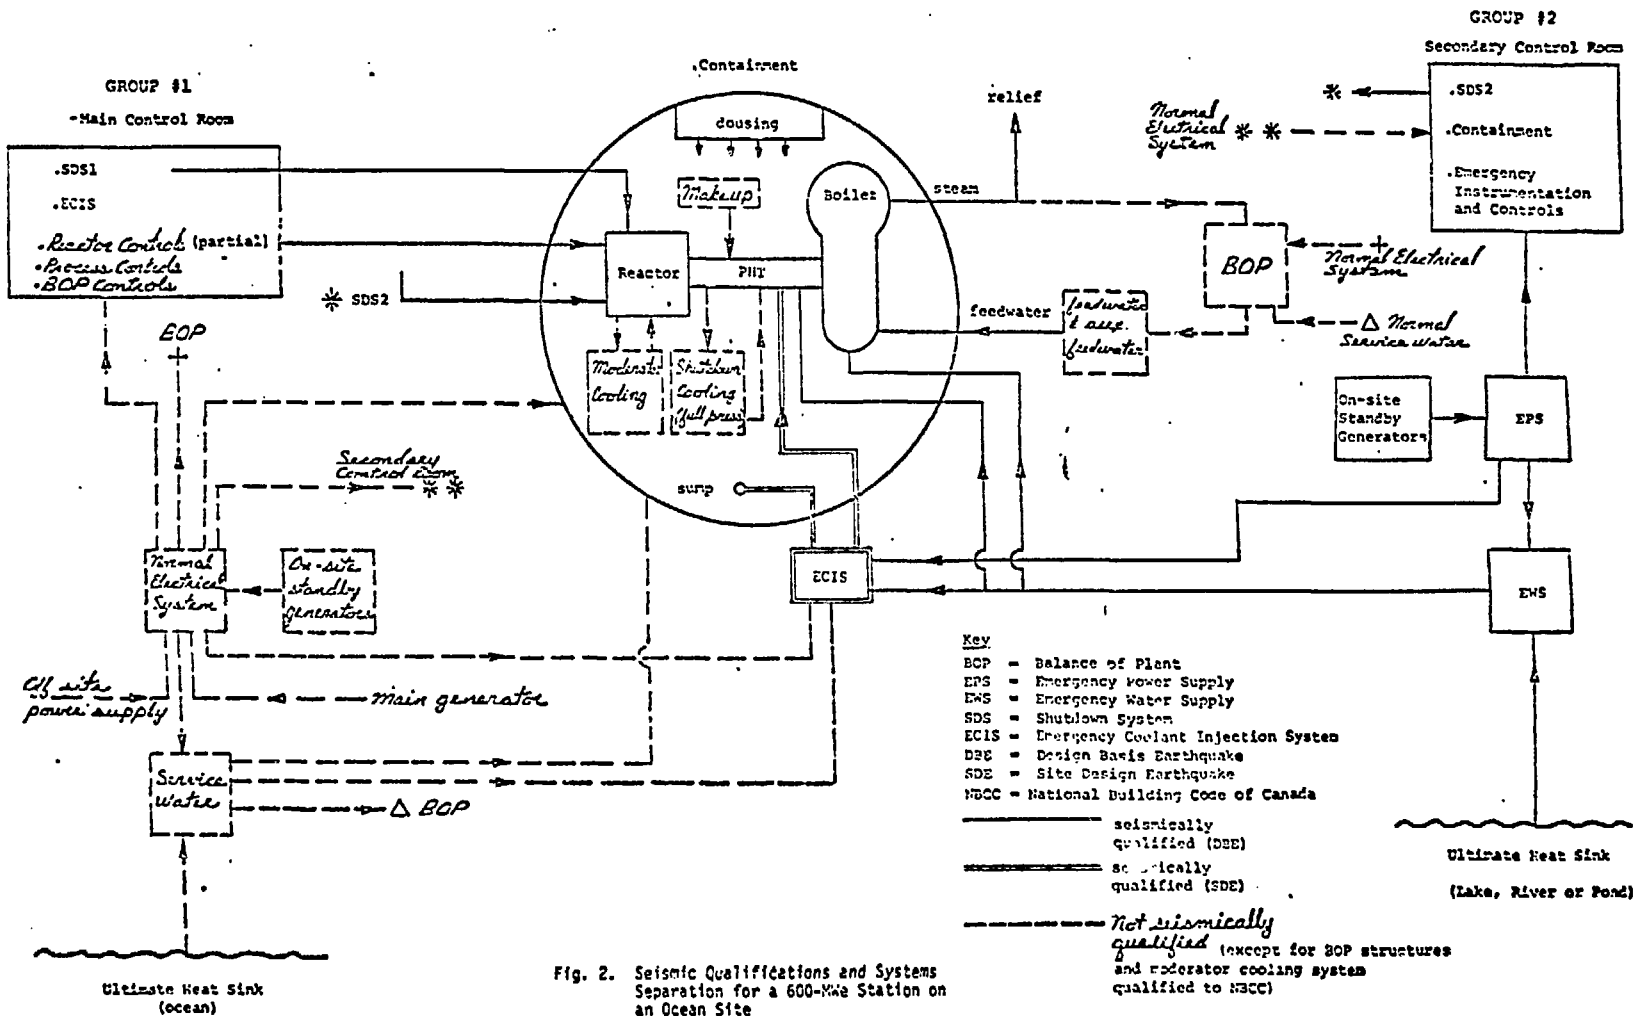 GROUP #1
-Main Control Room
.SDS1
.ECIS
.Reactor Control (partial)
.Process Controls
.BOP Controls
.Containment
dousing
Makeup
Boiler
Reactor
PHT
SDS2
Moderator
Cooling
Shutdown
Cooling
full press
sump
steam
relief
feedwater
feedwater
& aux.
feedwater
BOP
Normal Electrical
System
Δ Normal
Service Water
Normal
Electrical
System
GROUP #2
Secondary Control Room
.SDS2
.Containment
.Emergency
Instrumentation
and Controls
On-site
Standby
Generators
EPS
EWS
ECIS
BOP
Secondary
Control Room
Normal
Electrical
System
On-site
standby
generators
Off site
power supply
Main generator
Service
Water
Δ BOP
Ultimate Heat Sink
(ocean)
Key
BOP = Balance of Plant
EPS = Emergency Power Supply
EWS = Emergency Water Supply
SDS = Shutdown System
ECIS = Emergency Coolant Injection System
DBE = Design Basis Earthquake
SDE = Site Design Earthquake
NBCC = National Building Code of Canada
seismically
qualified (DBE)
seismically
qualified (SDE)
Not seismically
qualified (except for BOP structures
and moderator cooling system
qualified to NBCC)
Ultimate Heat Sink
(Lake, River or Pond)
Fig. 2. Seismic Qualifications and Systems
Separation for a 600-MWe Station on
an Ocean Site